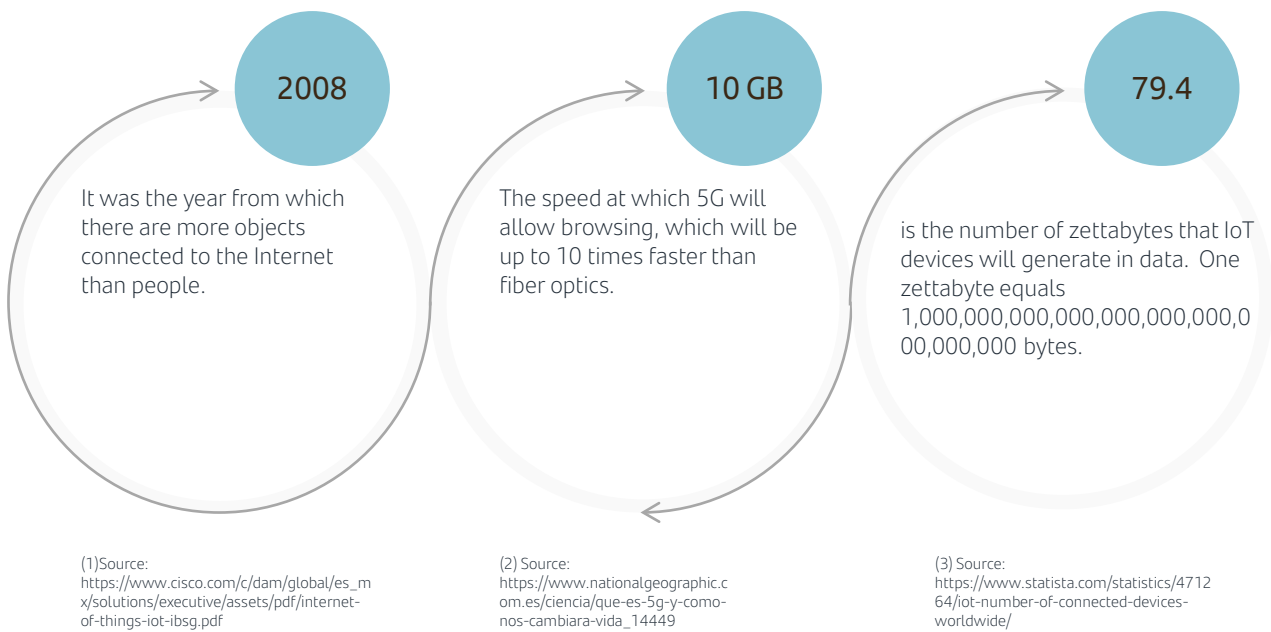 2008
It was the year from which
there are more objects
connected to the Internet
than people.
(1)Source:
https://www.cisco.com/c/dam/global/es_m
x/solutions/executive/assets/pdf/internet-
of-things-iot-ibsg.pdf
10 GB
The speed at which 5G will
allow browsing, which will be
up to 10 times faster than
fiber optics.
(2) Source:
https://www.nationalgeographic.c
om.es/ciencia/que-es-5g-y-como-
nos-cambiara-vida_14449
79.4
is the number of zettabytes that IoT
devices will generate in data.  One
zettabyte equals
1,000,000,000,000,000,000,000,0
00,000,000 bytes.
(3) Source:
https://www.statista.com/statistics/4712
64/iot-number-of-connected-devices-
worldwide/